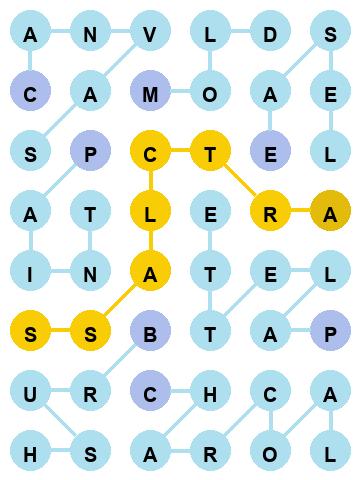 A N V L D S
C A M O A E
S P C T E L
A T L E R A
I N A T E L
S S B T A P
U R C H C A
H S A R O L